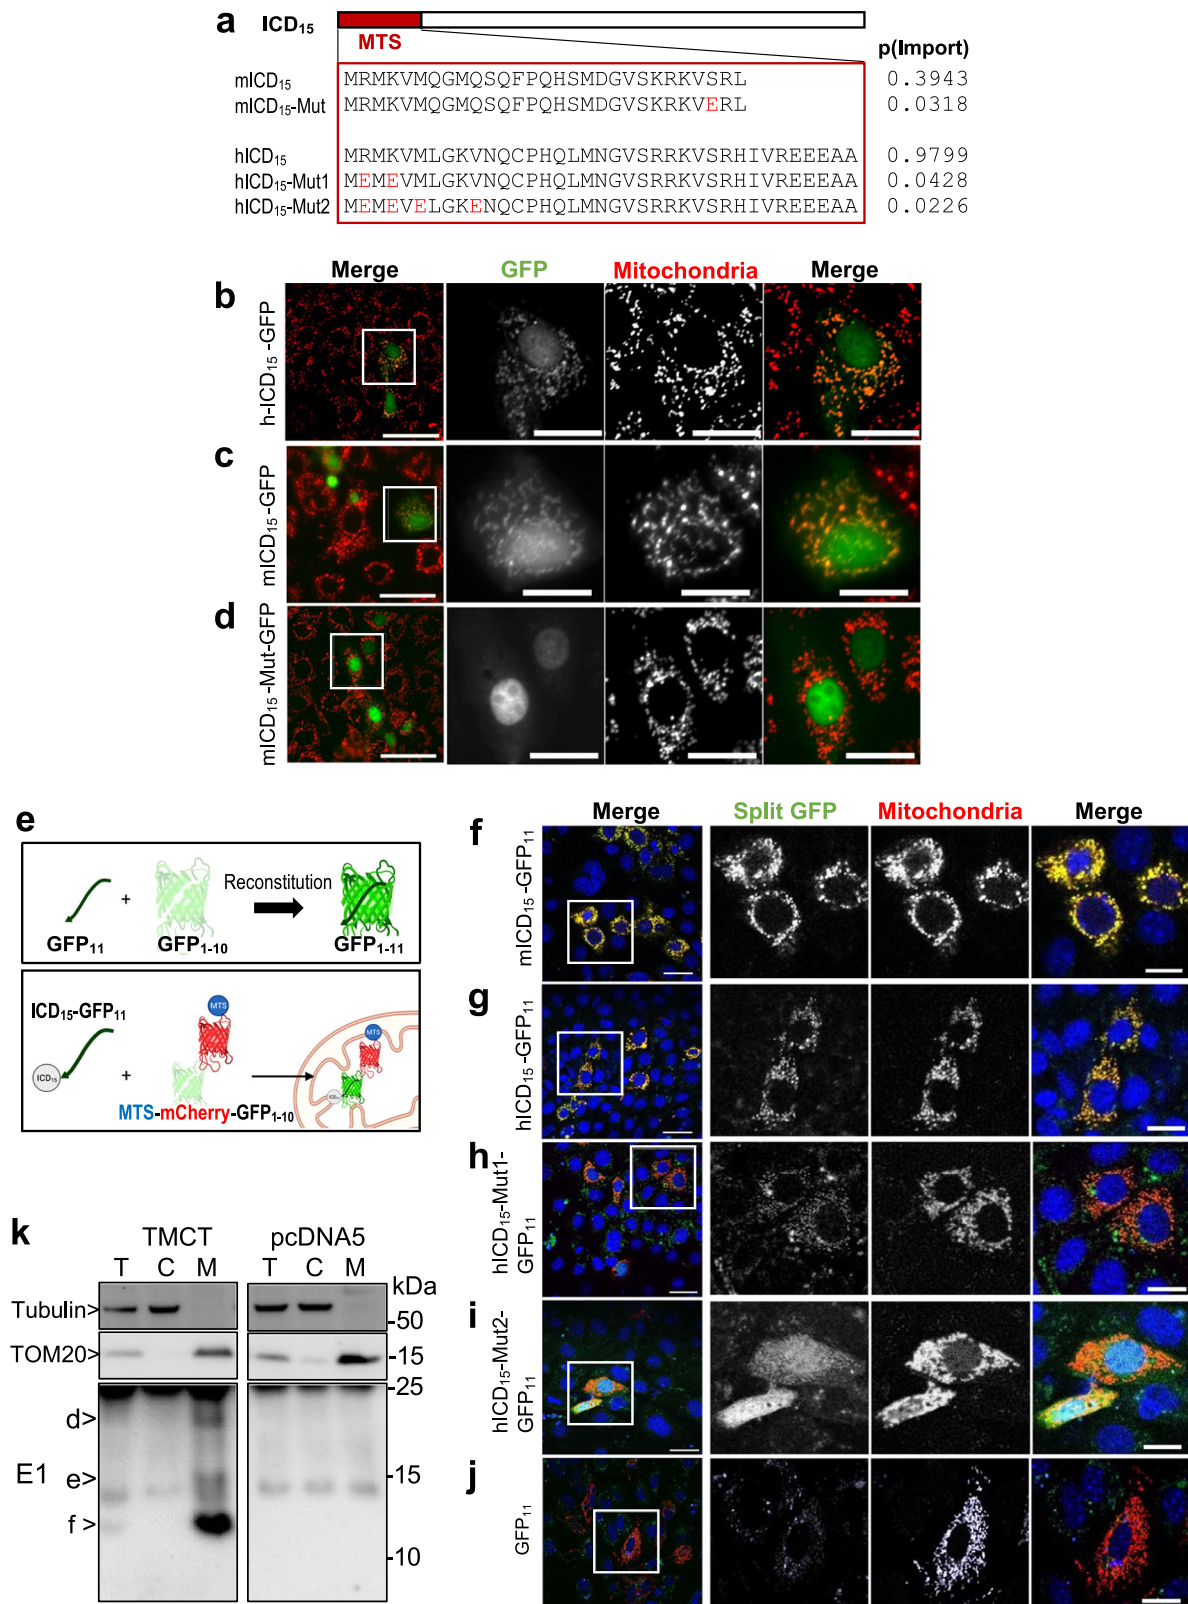 a
ICD15
MTS
p(Import)
mICD15 MRMKVMQGMQSQFPQHSMDGVSKRKVSRL 0.3943
mICD15-Mut MRMKVMQGMQSQFPQHSMDGVSKRKVERL 0.0318
hICD15 MRMKVMLGKVNQCPHQLMNGVSRRKVSRHIVREEEAA 0.9799
hICD15-Mut1 MEMEVMLGKVNQCPHQLMNGVSRRKVSRHIVREEEAA 0.0428
hICD15-Mut2 MEMEVELGKENQCPHQLMNGVSRRKVSRHIVREEEAA 0.0226
Merge GFP Mitochondria Merge
b
h-ICD15-GFP
c
mICD15-GFP
d
mICD15-Mut-GFP
e
GFP11 + GFP1-10 Reconstitution GFP1-11
ICD15-GFP11
MTS
MTS
ICD15
+
ICD15
MTS-mCherry-GFP1-10
Merge Split GFP Mitochondria Merge
f
mICD15-GFP11
g
hICD15-GFP11
h
hICD15-Mut1-
GFP11
i
hICD15-Mut2-
GFP11
j
GFP11
k
TMCT pcDNA5
T C M T C M kDa
Tubulin> -50
TOM20> -15
-25
d>
E1 e> -15
f >
-10